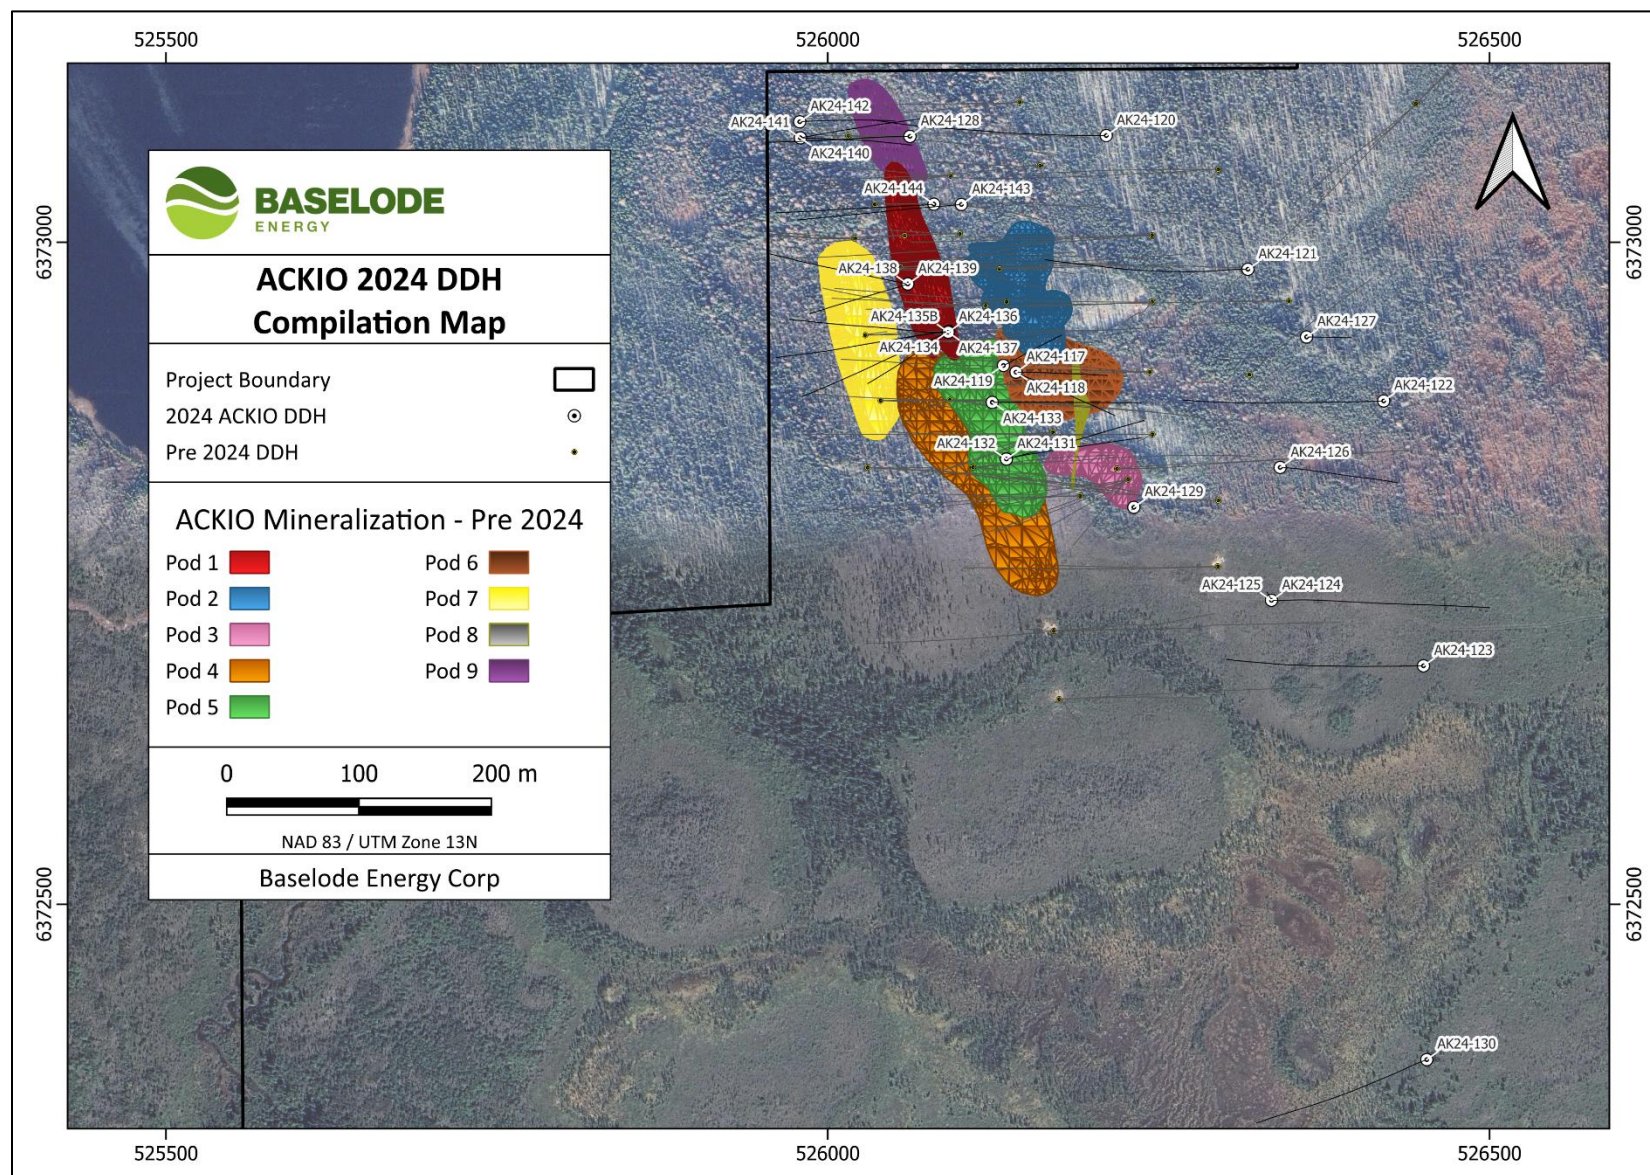 525500
526000
526500
6373000
6373000
6372500
6372500
525500
526000
526500
BASELODE
ENERGY
ACKIO 2024 DDH
Compilation Map
Project Boundary
2024 ACKIO DDH
Pre 2024 DDH
ACKIO Mineralization - Pre 2024
Pod 1
Pod 2
Pod 3
Pod 4
Pod 5
Pod 6
Pod 7
Pod 8
Pod 9
0 100 200 m
NAD 83 / UTM Zone 13N
Baselode Energy Corp
AK24-142
AK24-141
AK24-128
AK24-120
AK24-140
AK24-144
AK24-143
AK24-121
AK24-138
AK24-139
AK24-135B
AK24-136
AK24-127
AK24-134
AK24-137
AK24-117
AK24-119
AK24-118
AK24-122
AK24-133
AK24-132
AK24-131
AK24-126
AK24-129
AK24-125
AK24-124
AK24-123
AK24-130